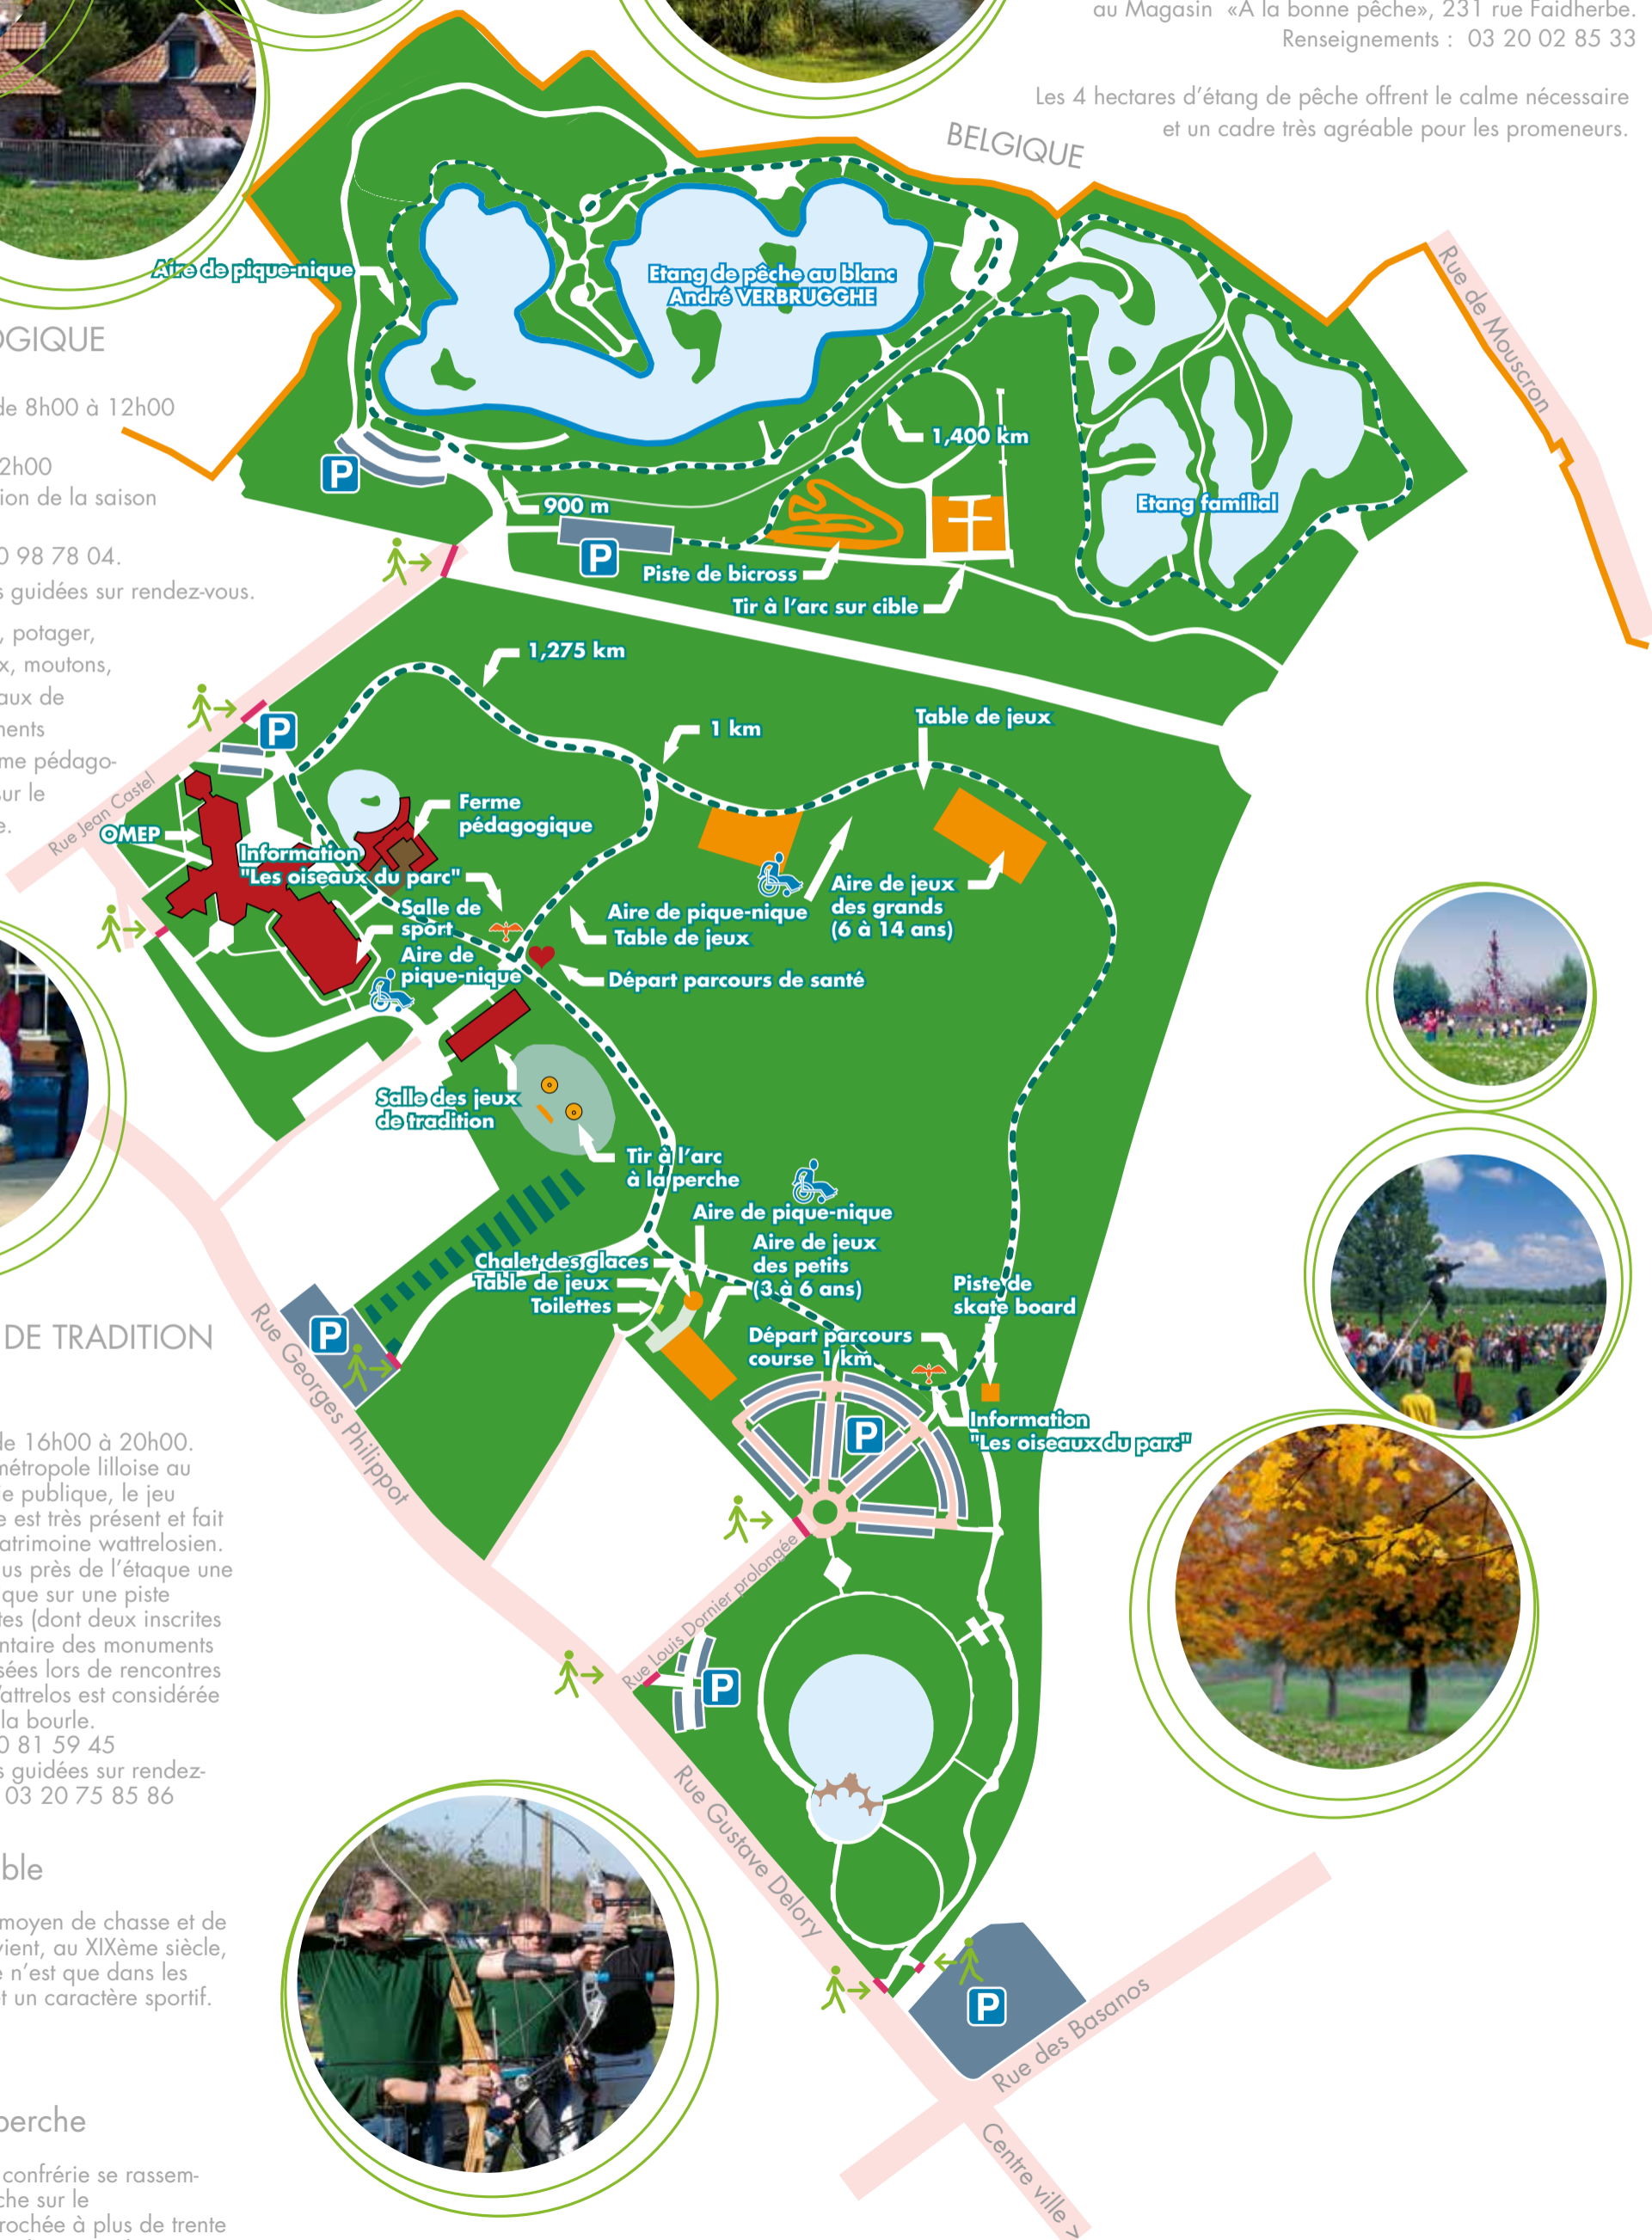 au Magasin «A la bonne pêche», 231 rue Faidherbe.
Renseignements : 03 20 02 85 33
Les 4 hectares d'étang de pêche offrent le calme nécessaire
et un cadre très agréable pour les promeneurs.
BELGIQUE
Rue de Mouscron
Aire de pique-nique
Etang de pêche au blanc
André VERBRUGGHE
OGIQUE
de 8h00 à 12h00
2h00
ion de la saison
0 98 78 04.
s guidées sur rendez-vous.
, potager,
x, moutons,
aux de
ments
me pédago-
sur le
e.
P
1,400 km
900 m
P
Etang familial
Piste de bicross
Tir à l'arc sur cible
1,275 km
P
1 km
Table de jeux
Rue Jean Castel
OMEP
Ferme
pédagogique
Information
"Les oiseaux du parc"
Salle de
sport
Aire de
pique-nique
Aire de pique-nique
Table de jeux
Aire de jeux
des grands
(6 à 14 ans)
Départ parcours de santé
Salle des jeux
de tradition
Tir à l'arc
à la perche
Aire de pique-nique
Aire de jeux
des petits
(3 à 6 ans)
Chalet des glaces
Table de jeux
Toilettes
Piste de
skate board
Départ parcours
course 1 km
P
Rue Georges Philippot
P
Information
"Les oiseaux du parc"
DE TRADITION
de 16h00 à 20h00.
métropole lilloise au
ie publique, le jeu
e est très présent et fait
atrimoine wattrelosien.
us près de l'étaque une
que sur une piste
tes (dont deux inscrites
ntaire des monuments
sées lors de rencontres
Wattrelos est considérée
la bourle.
0 81 59 45
s guidées sur rendez-
03 20 75 85 86
Rue Louis Dornier prolongée
P
Rue Gustave Delory
ble
moyen de chasse et de
vient, au XIXème siècle,
e n'est que dans les
et un caractère sportif.
P
Rue des Basanos
Centre ville >
perche
confrérie se rassem-
che sur le
rochée à plus de trente